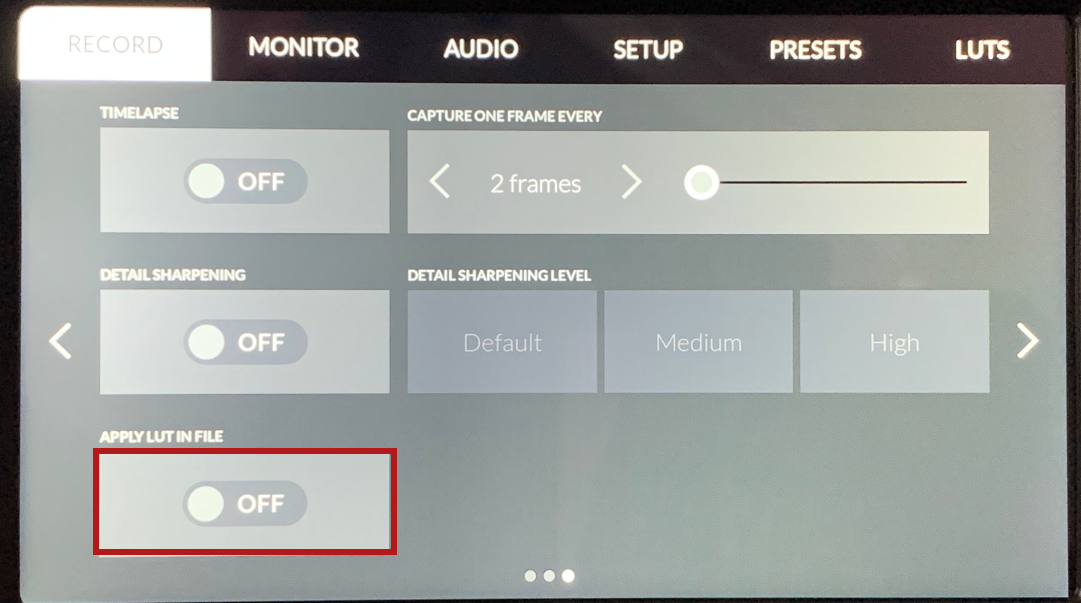 RECORD MONITOR AUDIO SETUP PRESETS LUTS
TIMELAPSE CAPTURE ONE FRAME EVERY
OFF 2 frames
DETAIL SHARPENING DETAIL SHARPENING LEVEL
OFF Default Medium High
APPLY LUT IN FILE
OFF